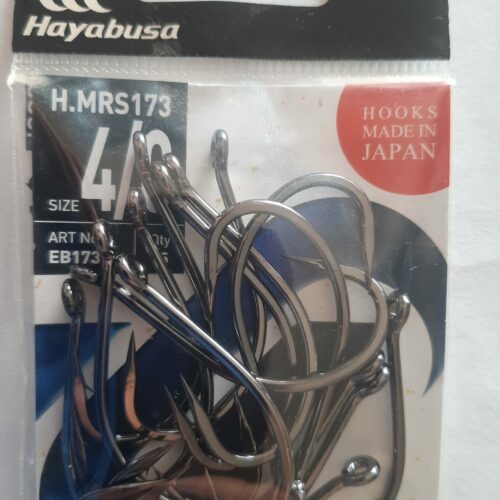 Hayabusa
H.MRS173
SIZE 4/0
ART No
EB173
HOOKS
MADE IN
JAPAN